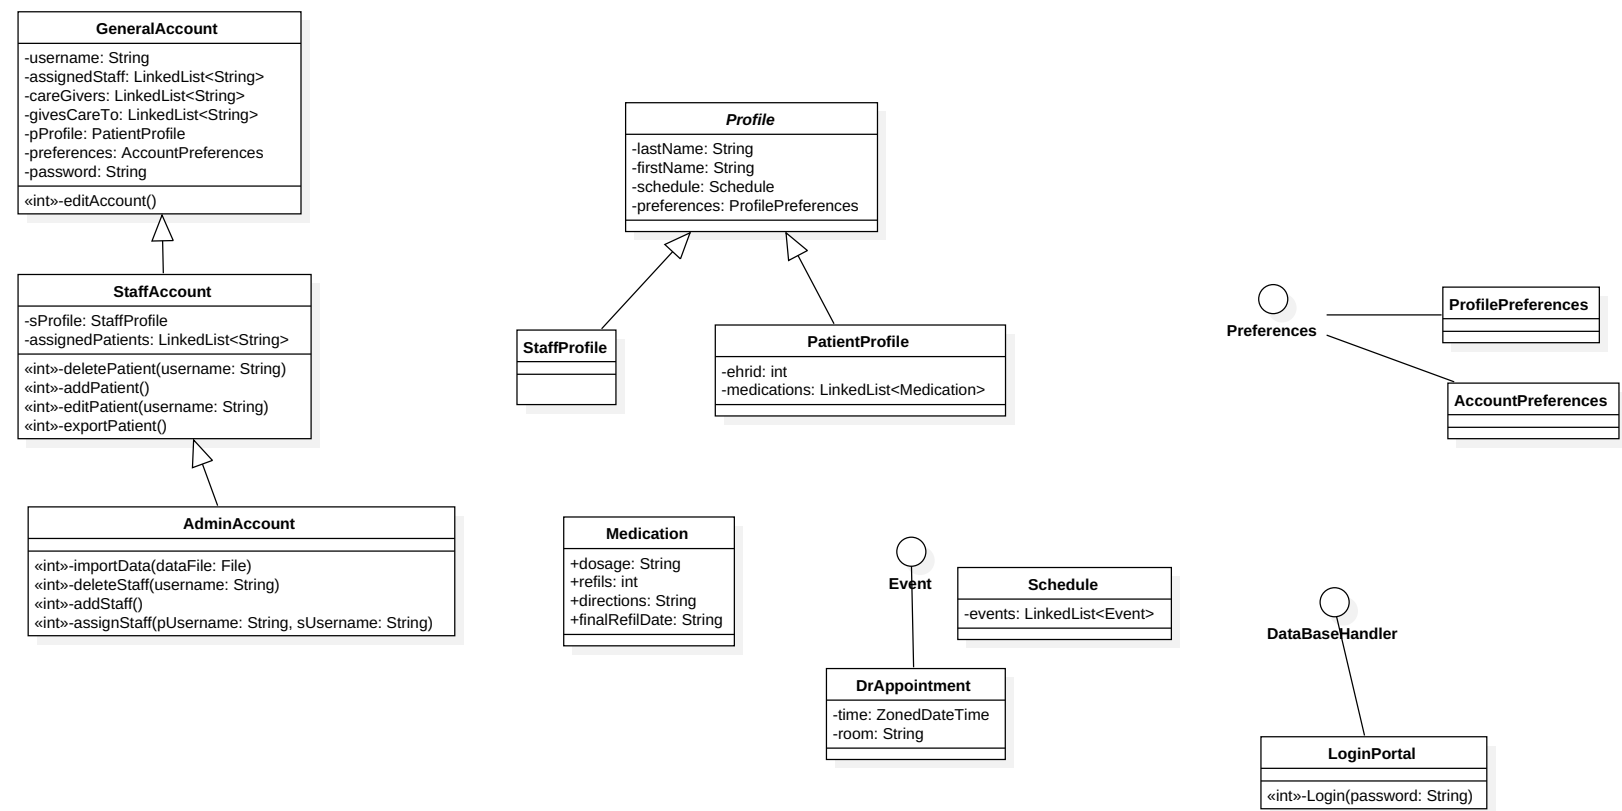 GeneralAccount
-username: String
-assignedStaff: LinkedList<String>
-careGivers: LinkedList<String>
-givesCareTo: LinkedList<String>
-pProfile: PatientProfile
-preferences: AccountPreferences
-password: String
«int»-editAccount()
StaffAccount
-sProfile: StaffProfile
-assignedPatients: LinkedList<String>
«int»-deletePatient(username: String)
«int»-addPatient()
«int»-editPatient(username: String)
«int»-exportPatient()
AdminAccount
«int»-importData(dataFile: File)
«int»-deleteStaff(username: String)
«int»-addStaff()
«int»-assignStaff(pUsername: String, sUsername: String)
Profile
-lastName: String
-firstName: String
-schedule: Schedule
-preferences: ProfilePreferences
StaffProfile
PatientProfile
-ehrid: int
-medications: LinkedList<Medication>
Preferences
ProfilePreferences
AccountPreferences
Medication
+dosage: String
+refils: int
+directions: String
+finalRefilDate: String
Event
Schedule
-events: LinkedList<Event>
DrAppointment
-time: ZonedDateTime
-room: String
DataBaseHandler
LoginPortal
«int»-Login(password: String)